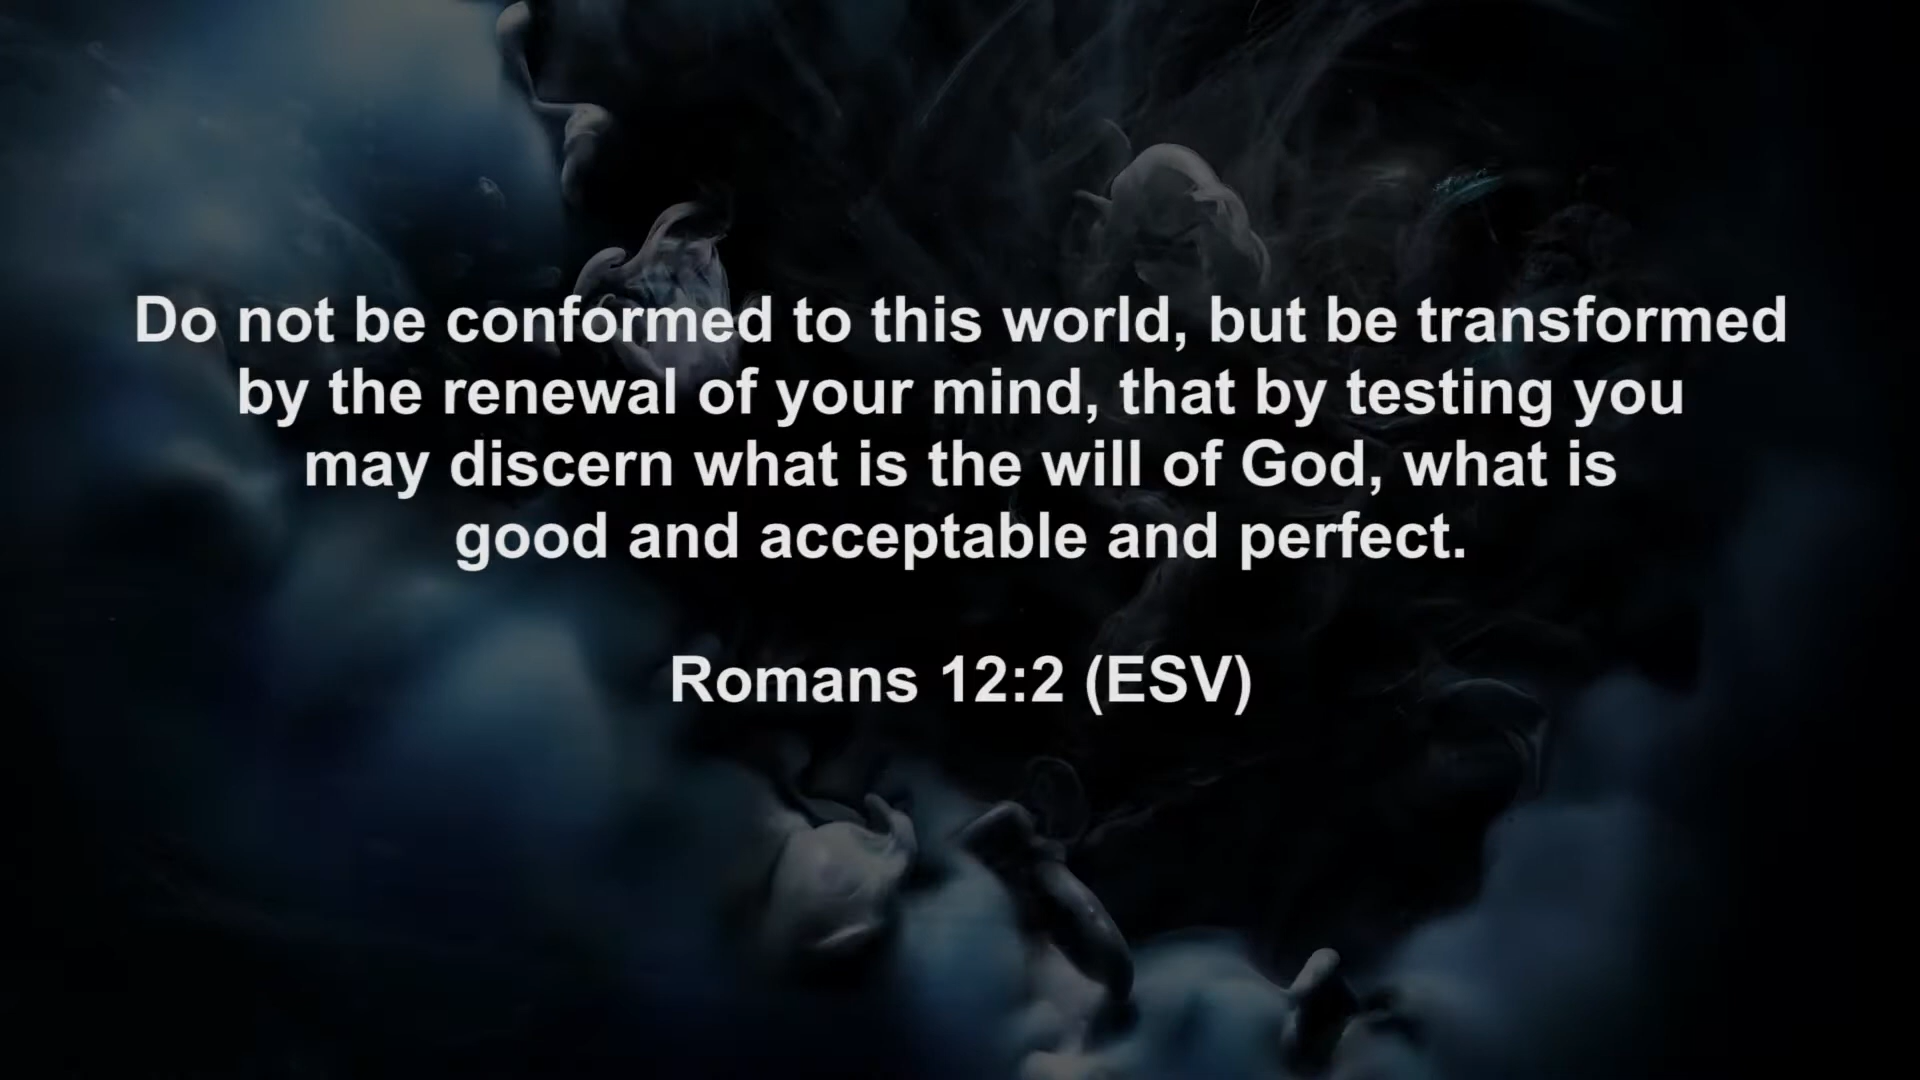 Do not be conformed to this world, but be transformed
by the renewal of your mind, that by testing you
may discern what is the will of God, what is
good and acceptable and perfect.
Romans 12:2 (ESV)